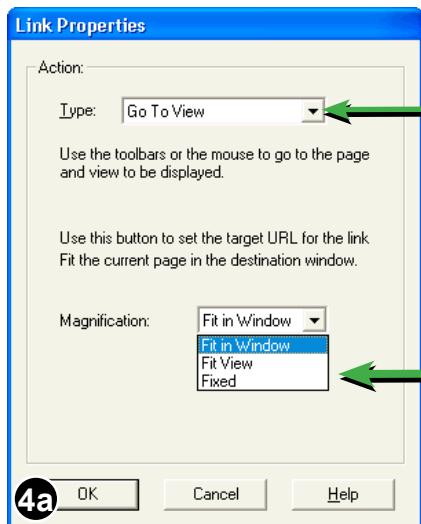 Link Properties
Action:
Type: Go To View
Use the toolbars or the mouse to go to the page
and view to be displayed.
Use this button to set the target URL for the link
Fit the current page in the destination window.
Magnification: Fit in Window
Fit in Window
Fit View
Fixed
4a OK Cancel Help